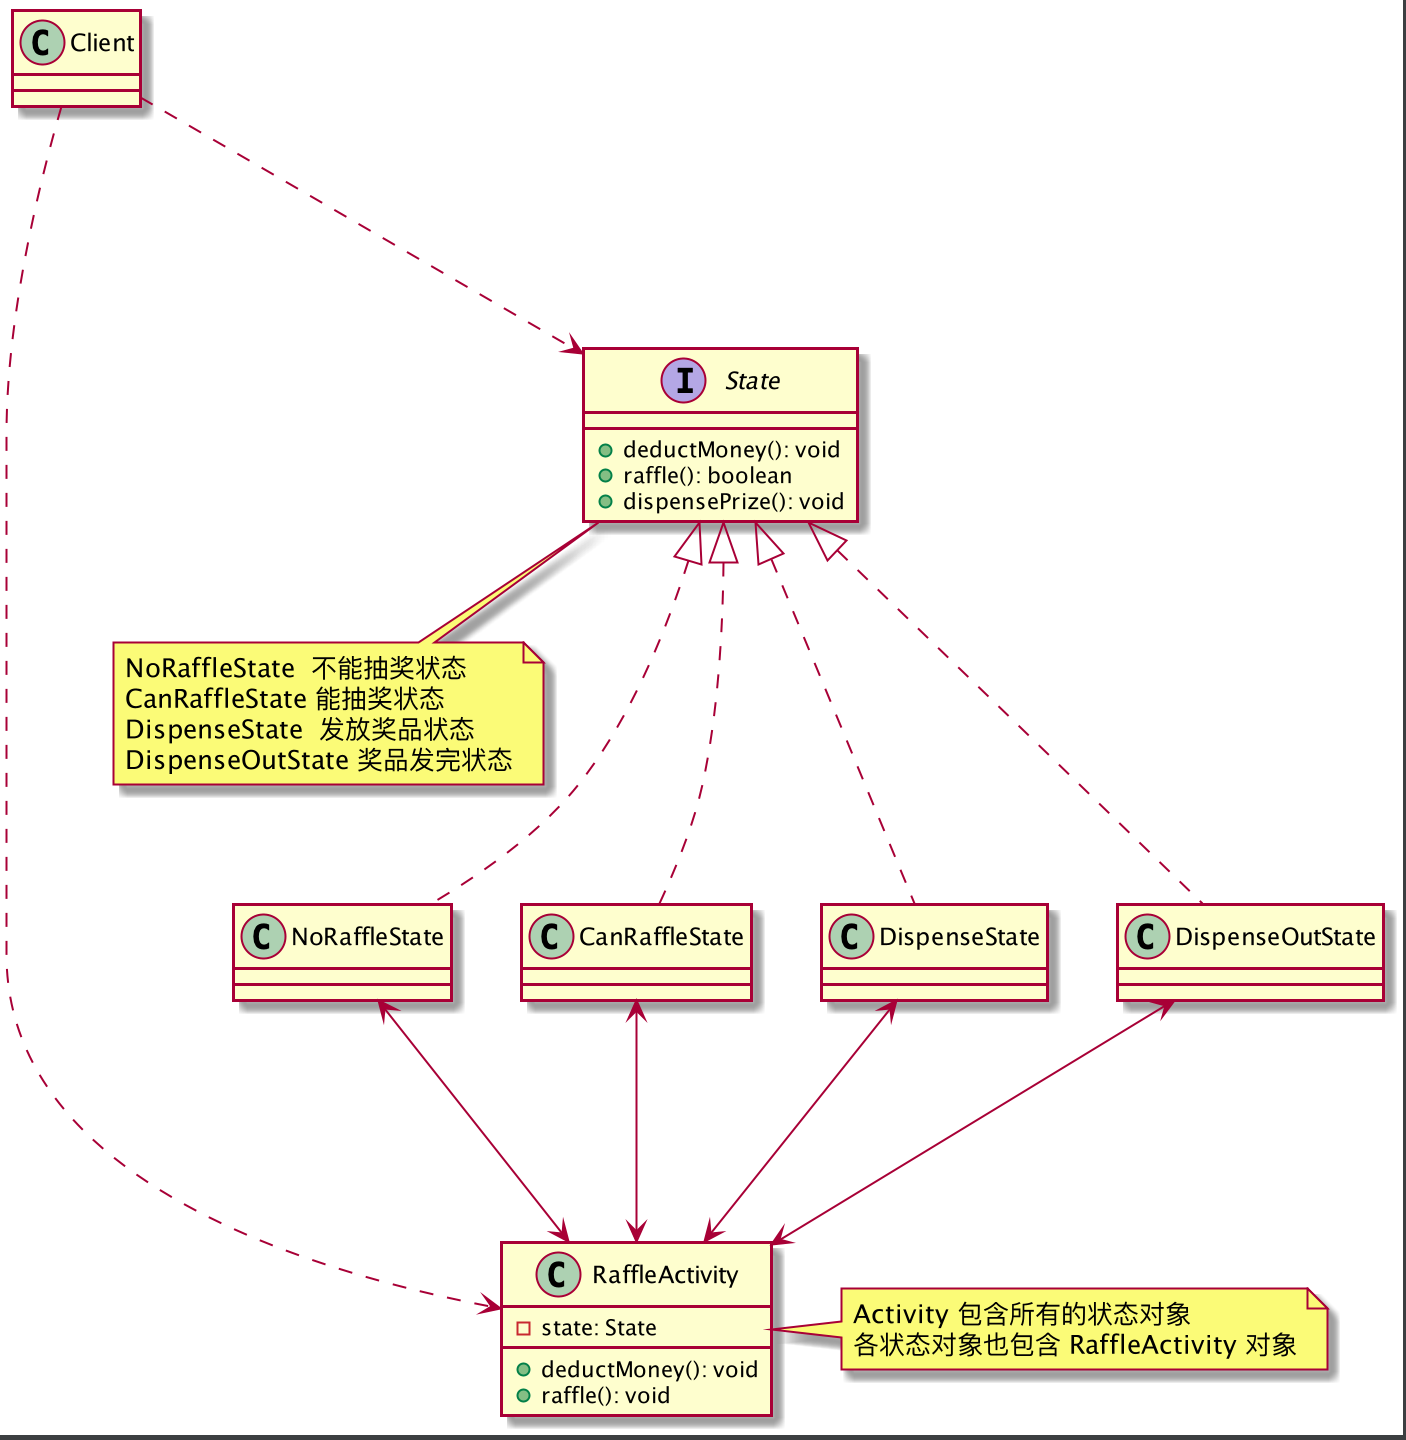 C Client
I State
deductMoney(): void
raffle(): boolean
dispensePrize(): void
NoRaffleState 不能抽奖状态
CanRaffleState 能抽奖状态
DispenseState 发放奖品状态
DispenseOutState 奖品发完状态
C NoRaffleState
C CanRaffleState
C DispenseState
C DispenseOutState
C RaffleActivity
state: State
deductMoney(): void
raffle(): void
Activity 包含所有的状态对象
各状态对象也包含 RaffleActivity 对象